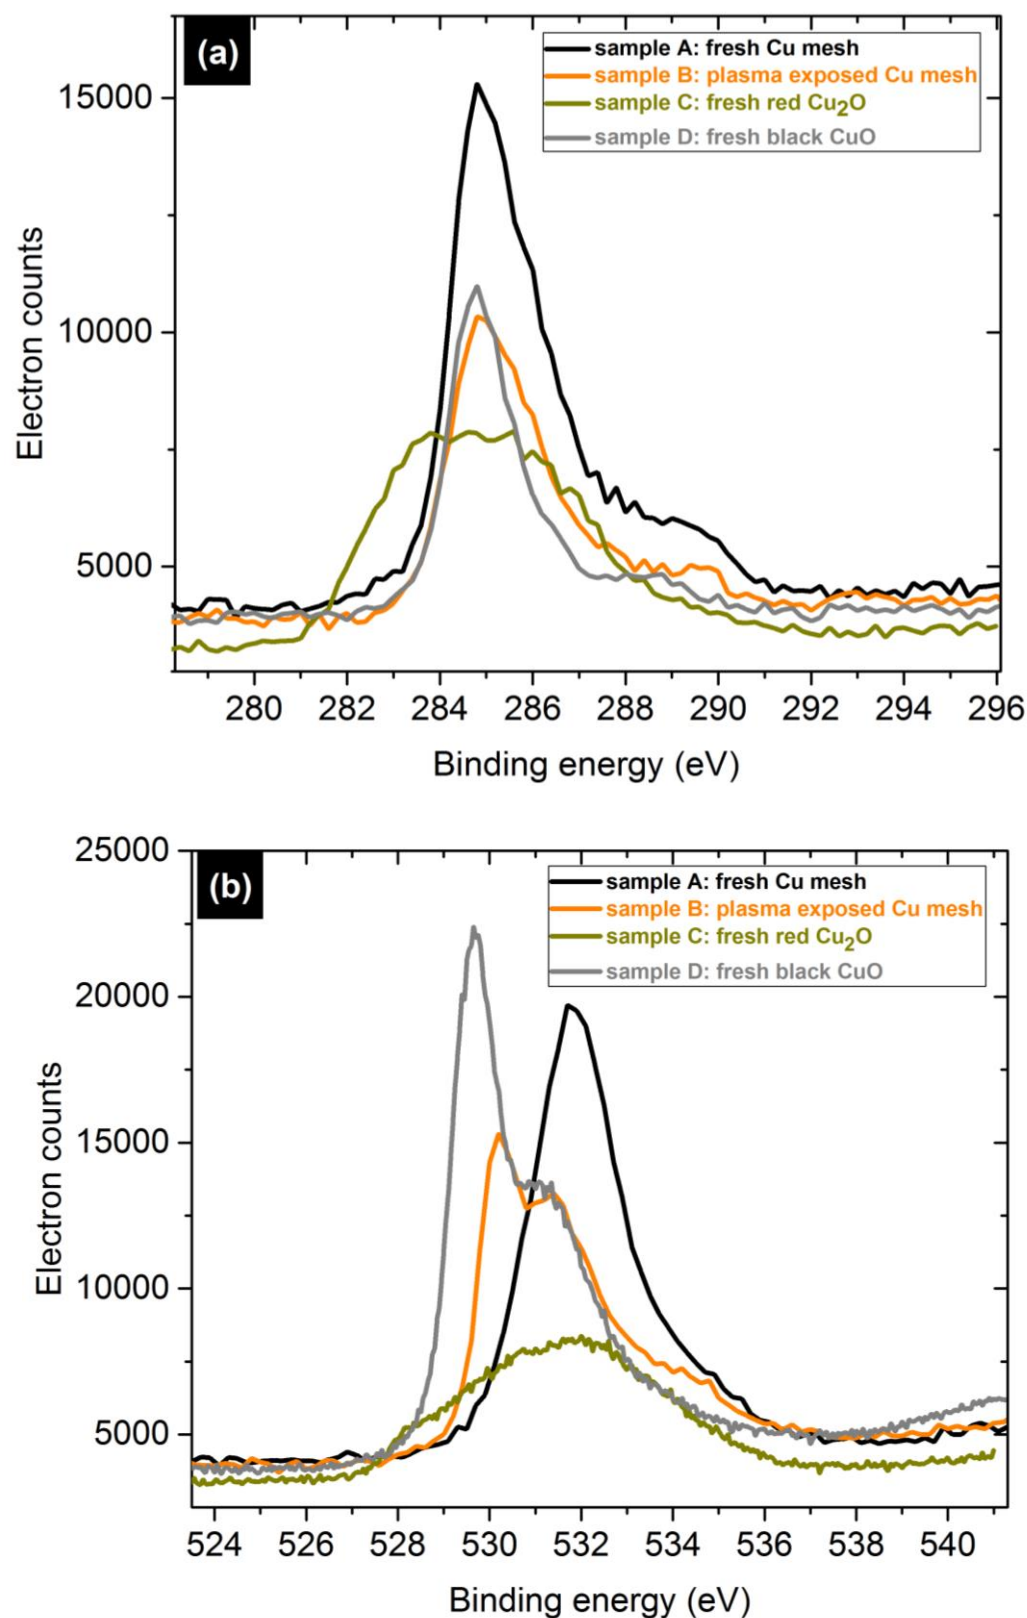 (a)
sample A: fresh Cu mesh
sample B: plasma exposed Cu mesh
sample C: fresh red Cu₂O
sample D: fresh black CuO
15000
10000
5000
Electron counts
280 282 284 286 288 290 292 294 296
Binding energy (eV)
(b)
sample A: fresh Cu mesh
sample B: plasma exposed Cu mesh
sample C: fresh red Cu₂O
sample D: fresh black CuO
25000
20000
15000
10000
5000
Electron counts
524 526 528 530 532 534 536 538 540
Binding energy (eV)